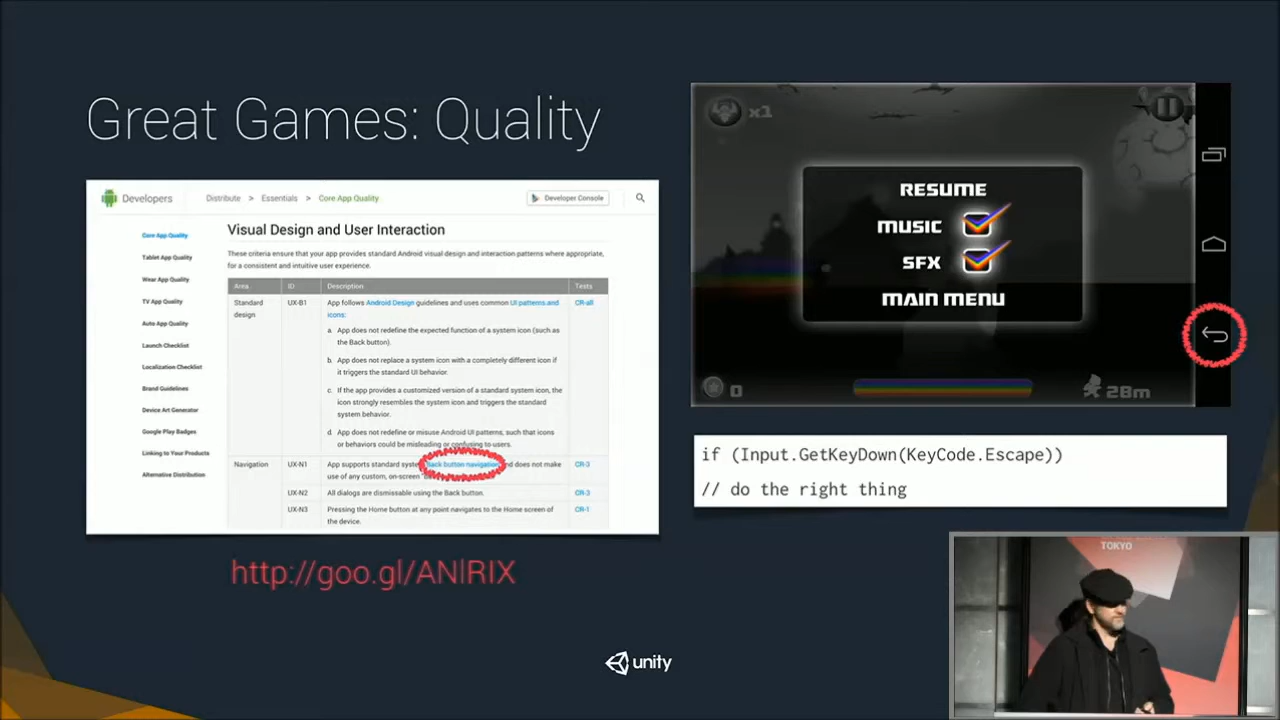 Great Games: Quality
Developers
Distribute > Essentials > Core App Quality
Developer Console
Core App Quality
Tablet App Quality
Wear App Quality
TV App Quality
Auto App Quality
Launch Checklist
Localization Checklist
Brand Guidelines
Device Art Generator
Google Play Badges
Linking to Your Products
Alternative Distribution
Visual Design and User Interaction
These criteria ensure that your app provides standard Android visual design and interaction patterns where appropriate,
for a consistent and intuitive user experience.
Area ID Description Tests
Standard design UX-B1 App follows Android Design guidelines and uses common UI patterns and CR-all
icons:
a. App does not redefine the expected function of a system icon (such as
the Back button).
b. App does not replace a system icon with a completely different icon if
it triggers the standard UI behavior.
c. If the app provides a customized version of a standard system icon, the
icon strongly resembles the system icon and triggers the standard
system behavior.
d. App does not redefine or misuse Android UI patterns, such that icons
or behaviors could be misleading or confusing to users.
Navigation UX-N1 App supports standard system Back button navigation and does not make CR-3
use of any custom, on-screen
UX-N2 All dialogs are dismissable using the Back button. CR-3
UX-N3 Pressing the Home button at any point navigates to the Home screen of CR-1
the device.
http://goo.gl/ANlRIX
x1
RESUME
MUSIC
SFX
MAIN MENU
0
if (Input.GetKeyDown(KeyCode.Escape))
// do the right thing
TOKYO
unity